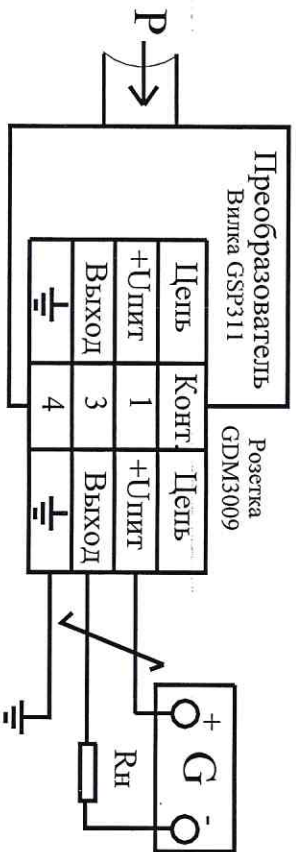 P
Преобразователь
Вилка GSP311
Розетка
GDM3009
Цепь Конт. Цепь
+Uпит 1 +Uпит
Выход 3 Выход
4
+ G -
Rн